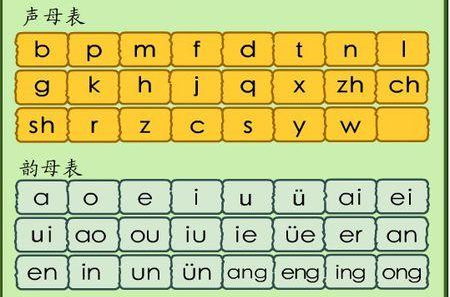 声母表
b p m f d t n l
g k h j q x zh ch
sh r z c s y w
韵母表
a o e i u ü ai ei
ui ao ou iu ie üe er an
en in un ün ang eng ing ong